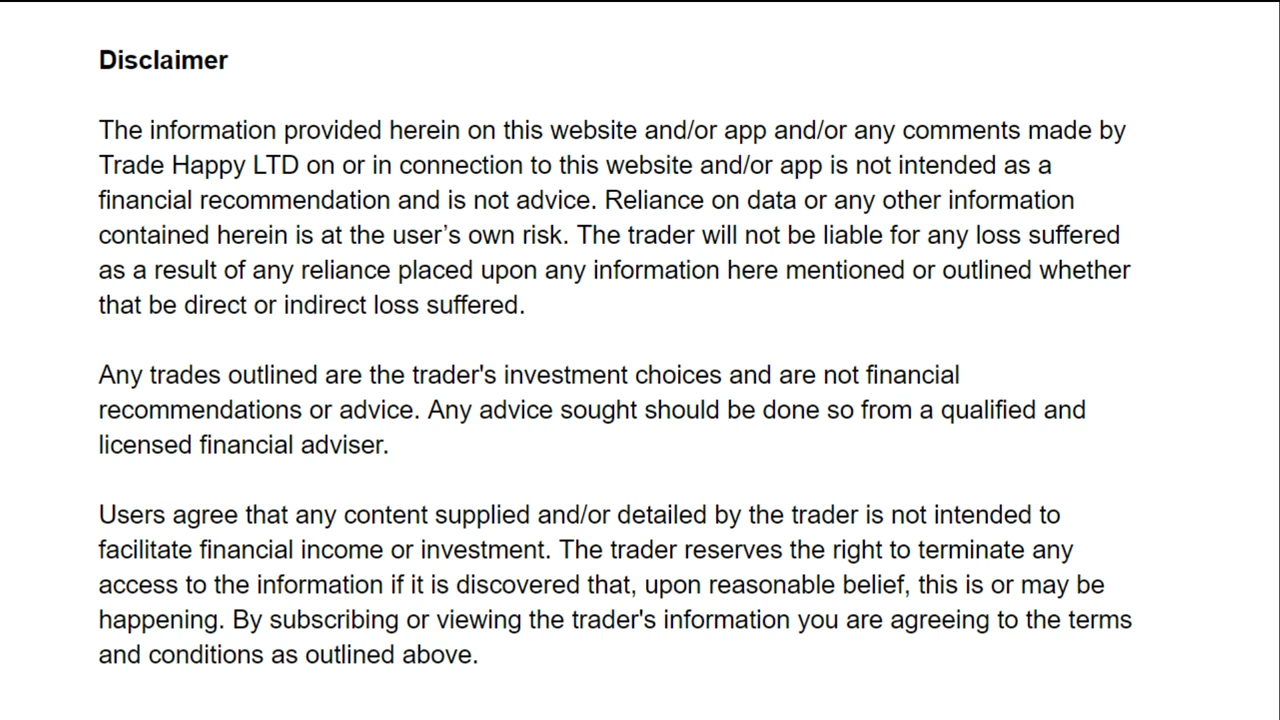 Disclaimer
The information provided herein on this website and/or app and/or any comments made by
Trade Happy LTD on or in connection to this website and/or app is not intended as a
financial recommendation and is not advice. Reliance on data or any other information
contained herein is at the user’s own risk. The trader will not be liable for any loss suffered
as a result of any reliance placed upon any information here mentioned or outlined whether
that be direct or indirect loss suffered.
Any trades outlined are the trader's investment choices and are not financial
recommendations or advice. Any advice sought should be done so from a qualified and
licensed financial adviser.
Users agree that any content supplied and/or detailed by the trader is not intended to
facilitate financial income or investment. The trader reserves the right to terminate any
access to the information if it is discovered that, upon reasonable belief, this is or may be
happening. By subscribing or viewing the trader's information you are agreeing to the terms
and conditions as outlined above.